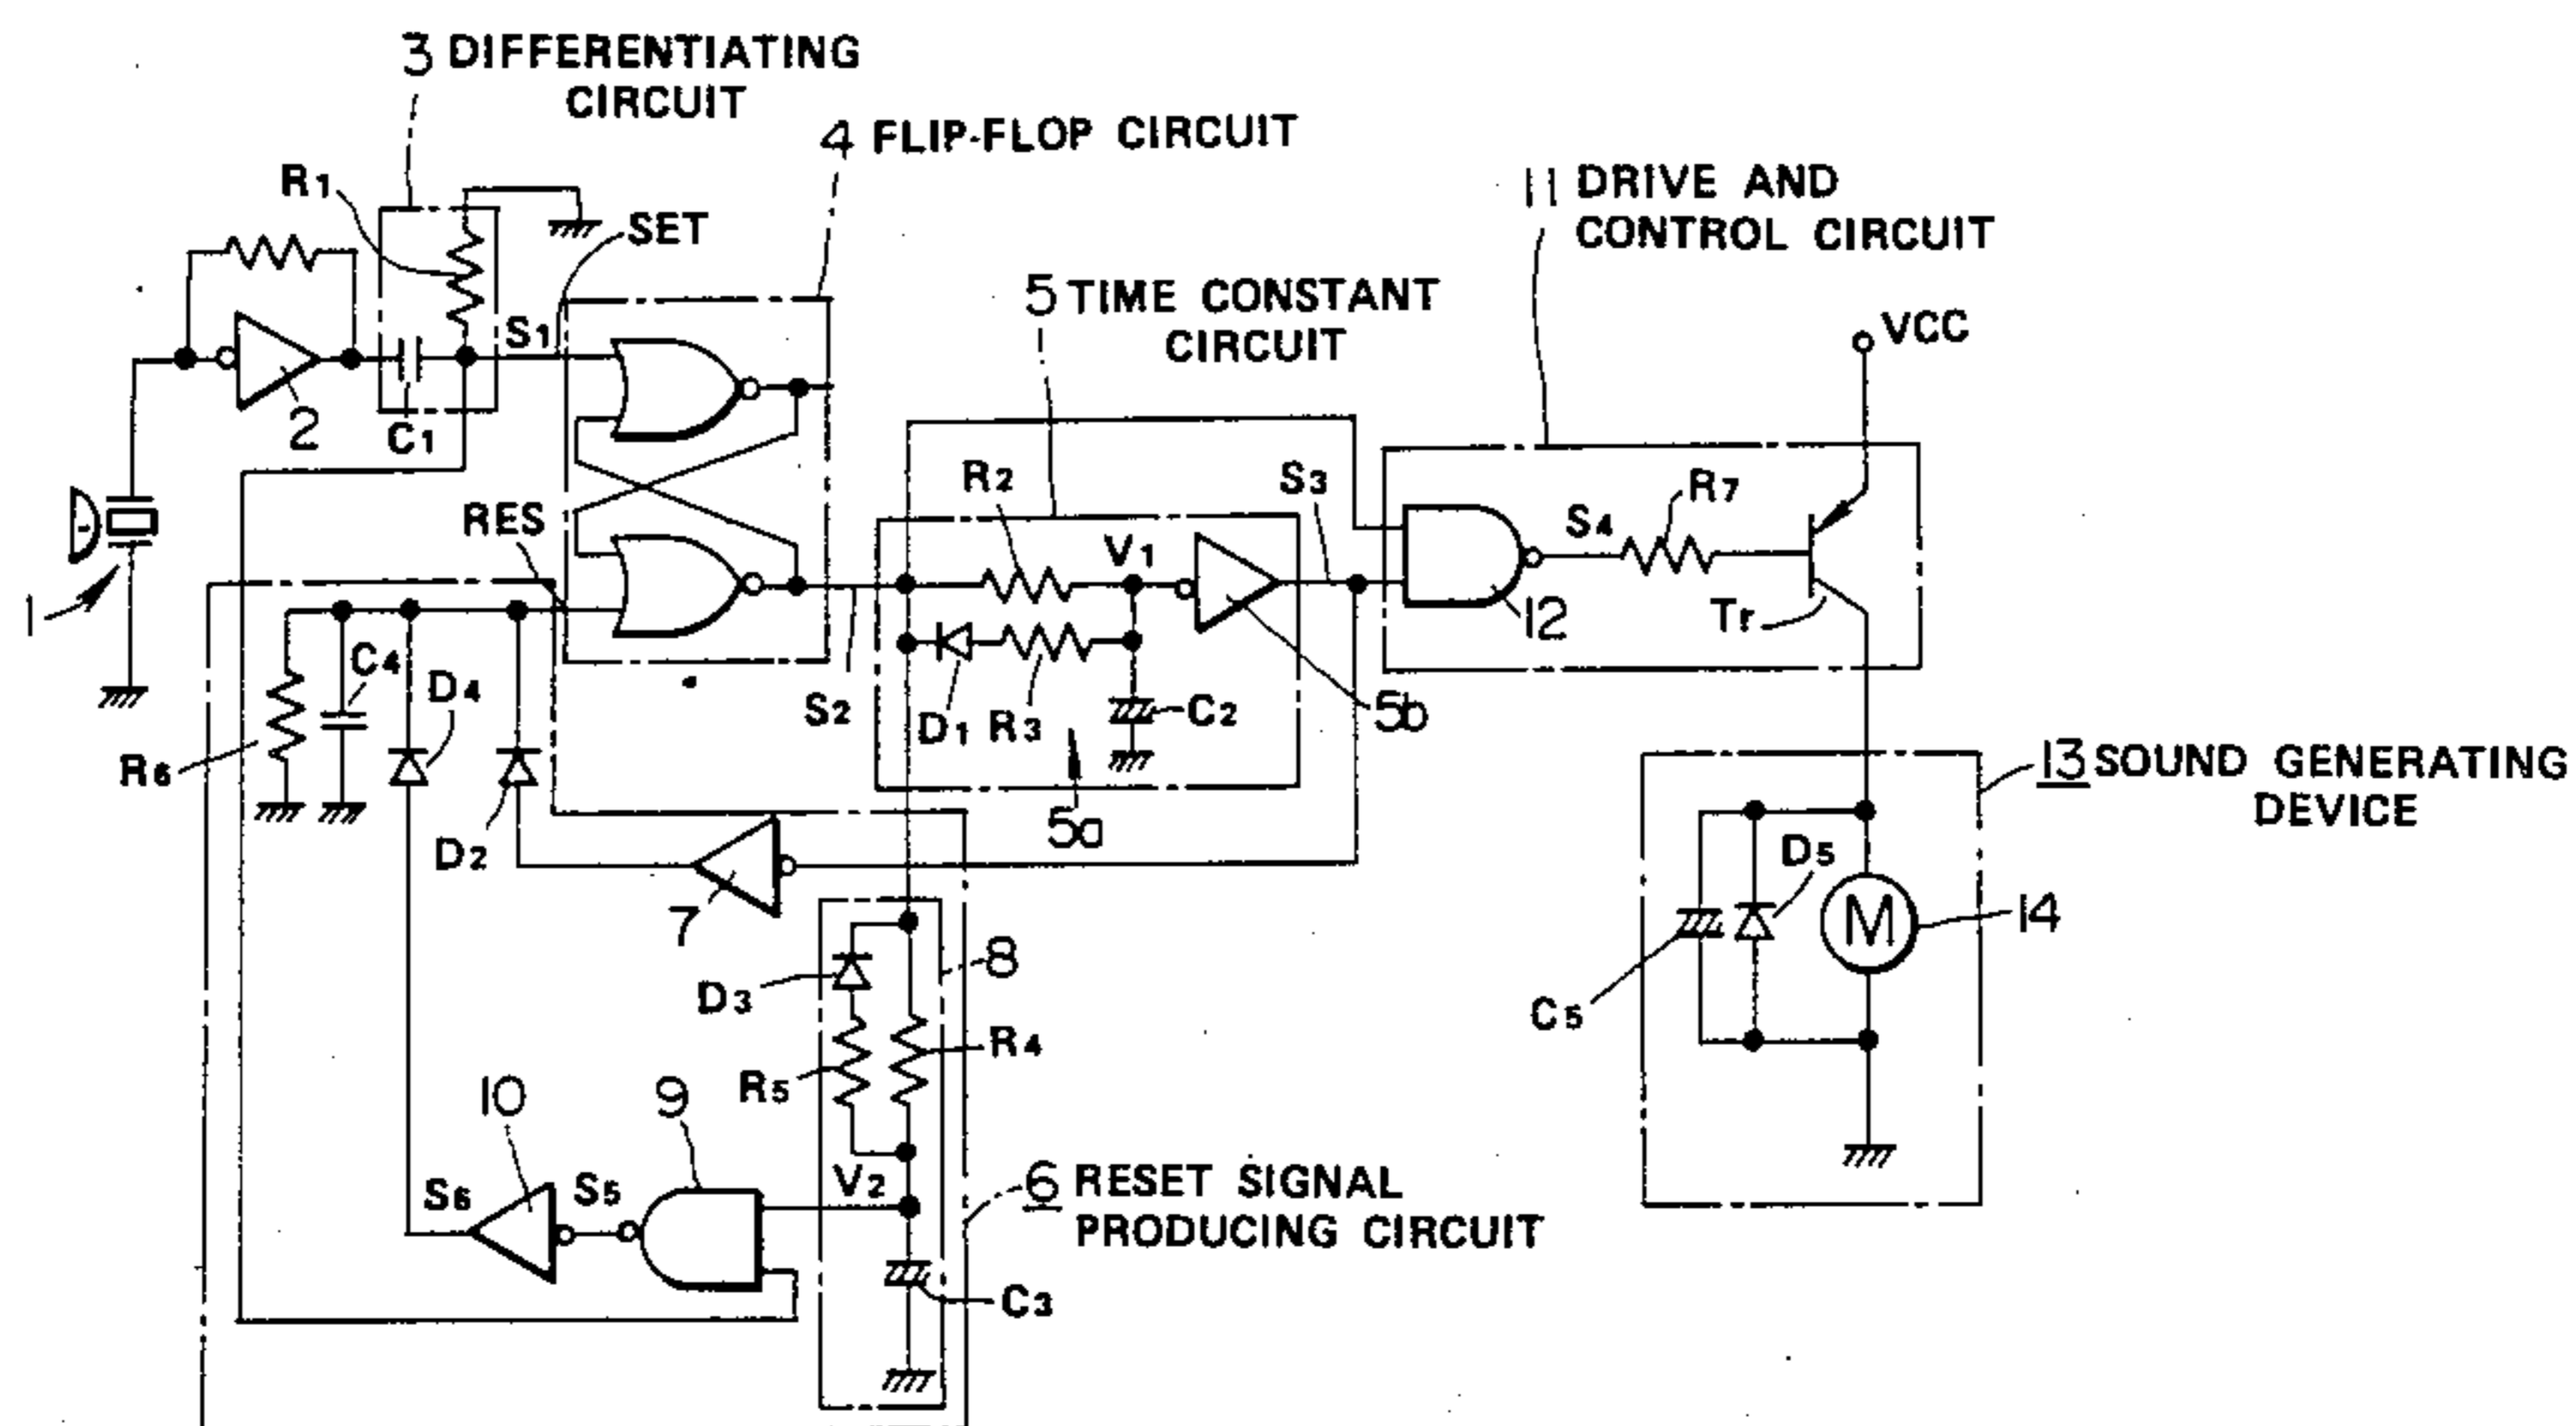 3 DIFFERENTIATING
CIRCUIT
4 FLIP-FLOP CIRCUIT
R1
SET
11 DRIVE AND
CONTROL CIRCUIT
5 TIME CONSTANT
CIRCUIT
VCC
S1
2
C1
R2
S3
R7
S4
RES
V1
12
Tr
1
C4
D4
S2
D1
R3
C2
5b
R6
D2
5a
13 SOUND GENERATING
DEVICE
D5
7
M
14
8
D3
C5
R4
R5
10
9
S6
S5
V2
6 RESET SIGNAL
PRODUCING CIRCUIT
C3